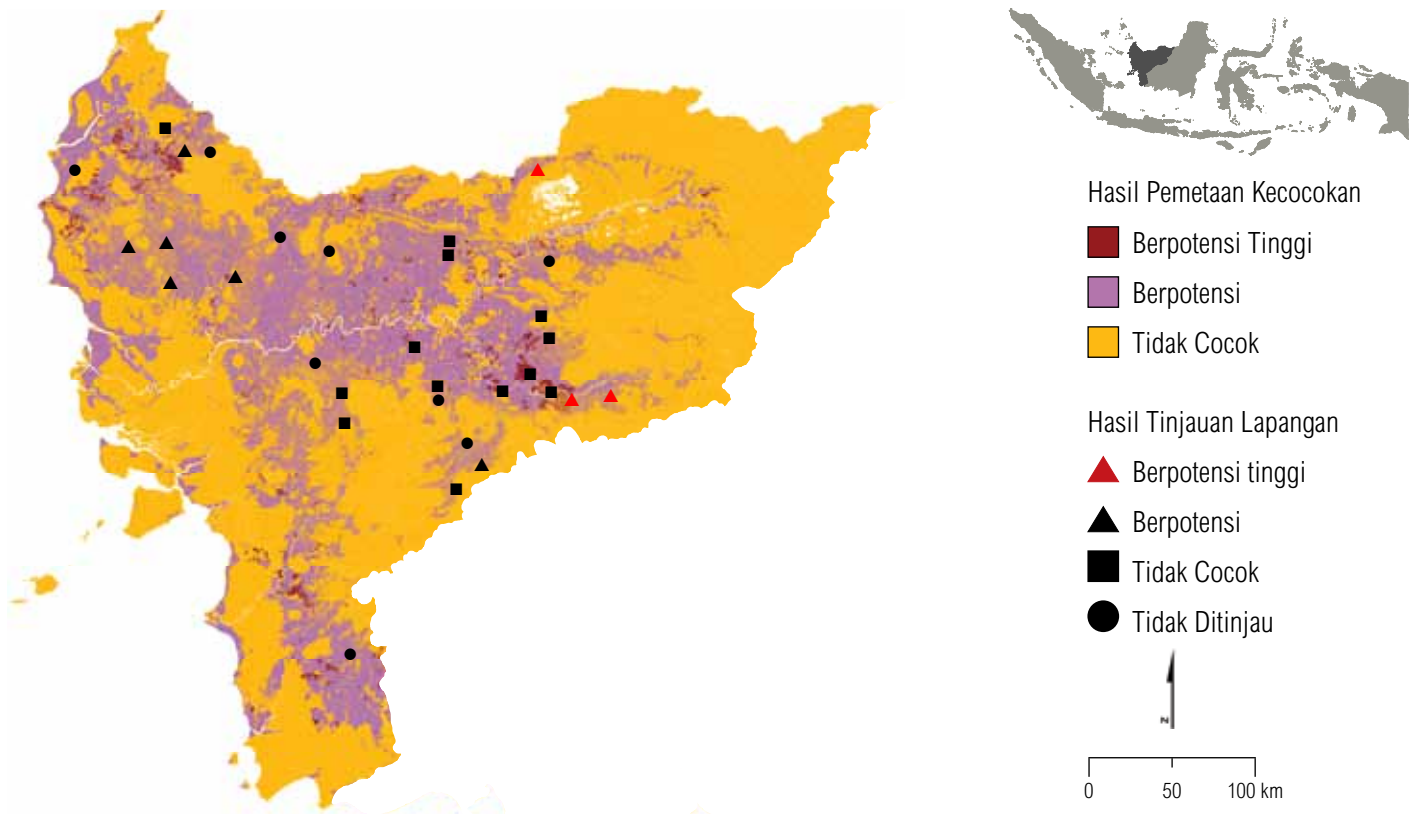 Hasil Pemetaan Kecocokan
Berpotensi Tinggi
Berpotensi
Tidak Cocok
Hasil Tinjauan Lapangan
Berpotensi tinggi
Berpotensi
Tidak Cocok
Tidak Ditinjau
N
0 50 100 km